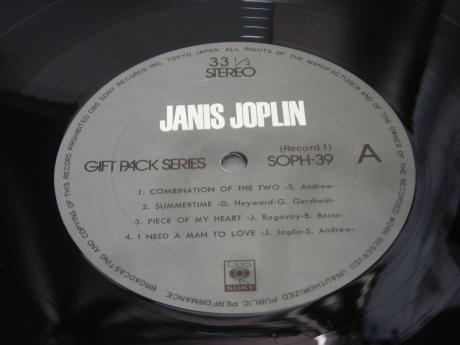 BROADCASTING AND COPYING OF THIS RECORD PROHIBITED. CBS SONY RECORDS INC. TOKYO JAPAN. ALL RIGHTS OF THE MANUFACTURER AND OF THE OWNER OF THE RECORDED WORK RESERVED. UNAUTHORIZED PUBLIC PERFORMANCE,
33 1/3
STEREO
JANIS JOPLIN
GIFT PACK SERIES
(Record 1)
SOPH-39
A
1. COMBINATION OF THE TWO -S. Andrew-
2. SUMMERTIME -D. Heyward-G. Gershwin-
3. PIECE OF MY HEART -J. Ragavoy-B. Berns-
4. I NEED A MAN TO LOVE -J. Joplin-S. Andrew-
CBS
SONY